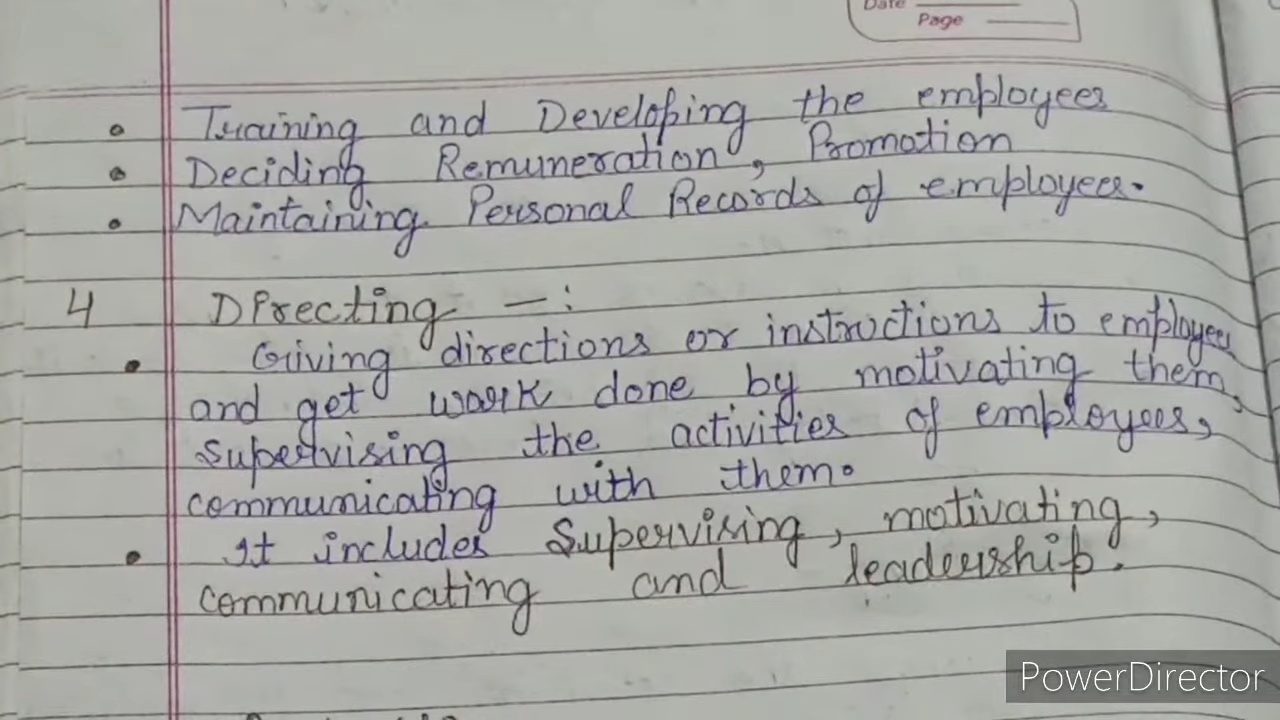 Date
Page
Training and Developing the employees
Deciding Remuneration, Promotion
Maintaining Personal Records of employees.
4 DIrecting —:
Giving directions or instructions to employees
and get work done by motivating them,
supervising the activities of employees,
communicating with them.
It includes Supervising, motivating,
communicating and leadership.
PowerDirector